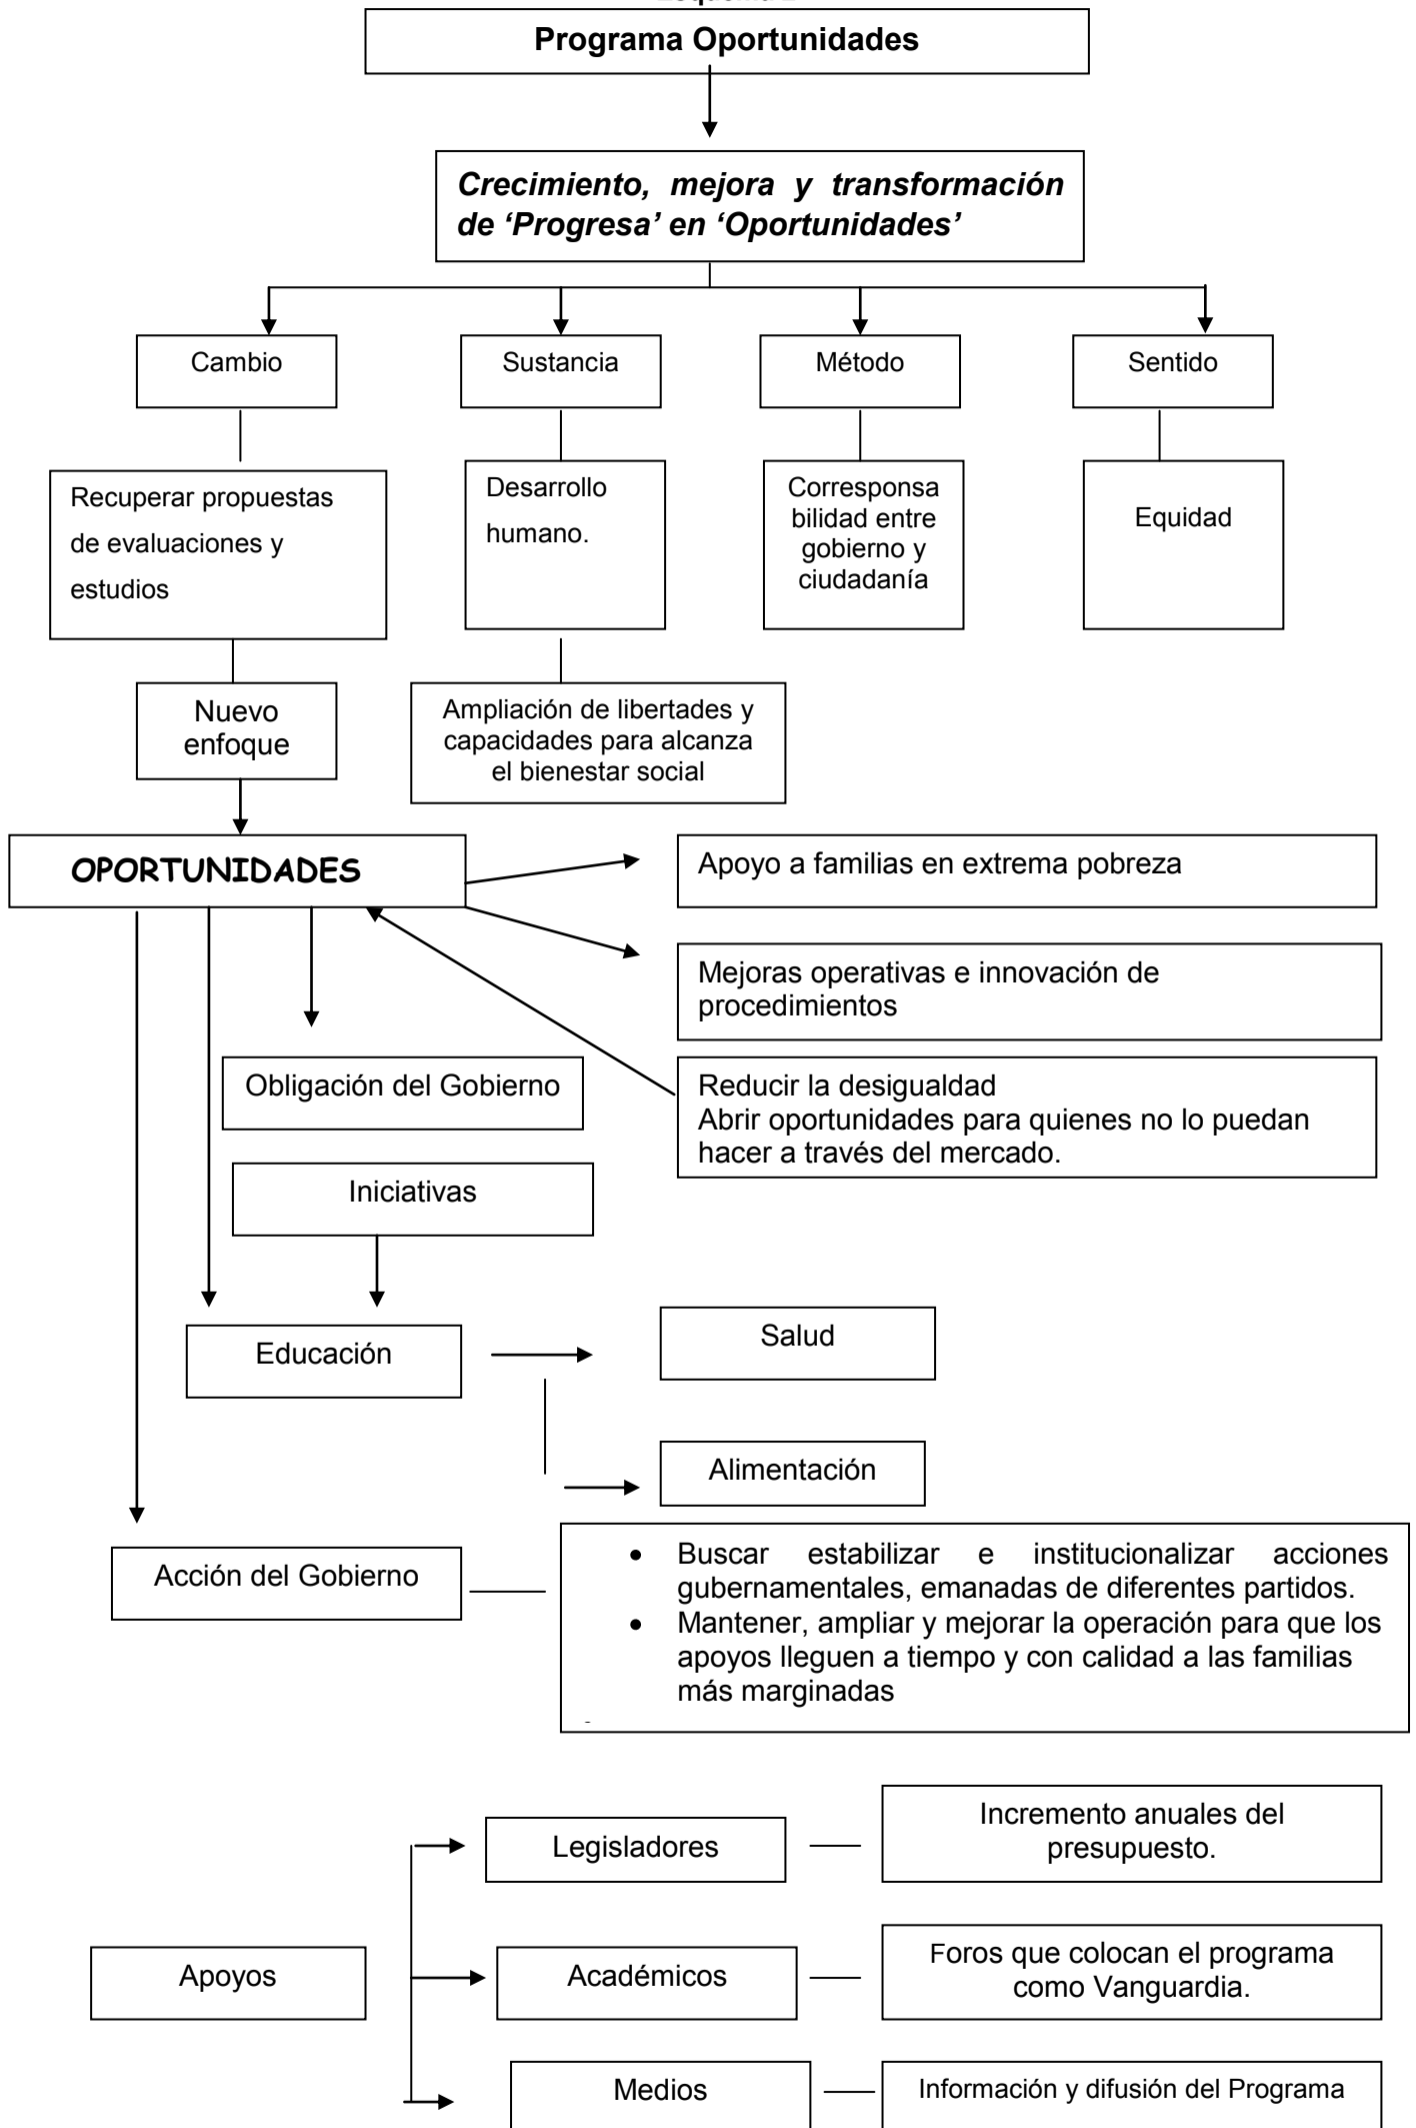 Programa Oportunidades
Crecimiento, mejora y transformación
de ‘Progresa’ en ‘Oportunidades’
Cambio
Sustancia
Método
Sentido
Recuperar propuestas
de evaluaciones y
estudios
Desarrollo
humano.
Corresponsa
bilidad entre
gobierno y
ciudadanía
Equidad
Nuevo
enfoque
Ampliación de libertades y
capacidades para alcanza
el bienestar social
OPORTUNIDADES
Apoyo a familias en extrema pobreza
Mejoras operativas e innovación de
procedimientos
Obligación del Gobierno
Reducir la desigualdad
Abrir oportunidades para quienes no lo puedan
hacer a través del mercado.
Iniciativas
Educación
Salud
Alimentación
Acción del Gobierno
• Buscar estabilizar e institucionalizar acciones
gubernamentales, emanadas de diferentes partidos.
• Mantener, ampliar y mejorar la operación para que los
apoyos lleguen a tiempo y con calidad a las familias
más marginadas
Apoyos
Legisladores
Incremento anuales del
presupuesto.
Académicos
Foros que colocan el programa
como Vanguardia.
Medios
Información y difusión del Programa